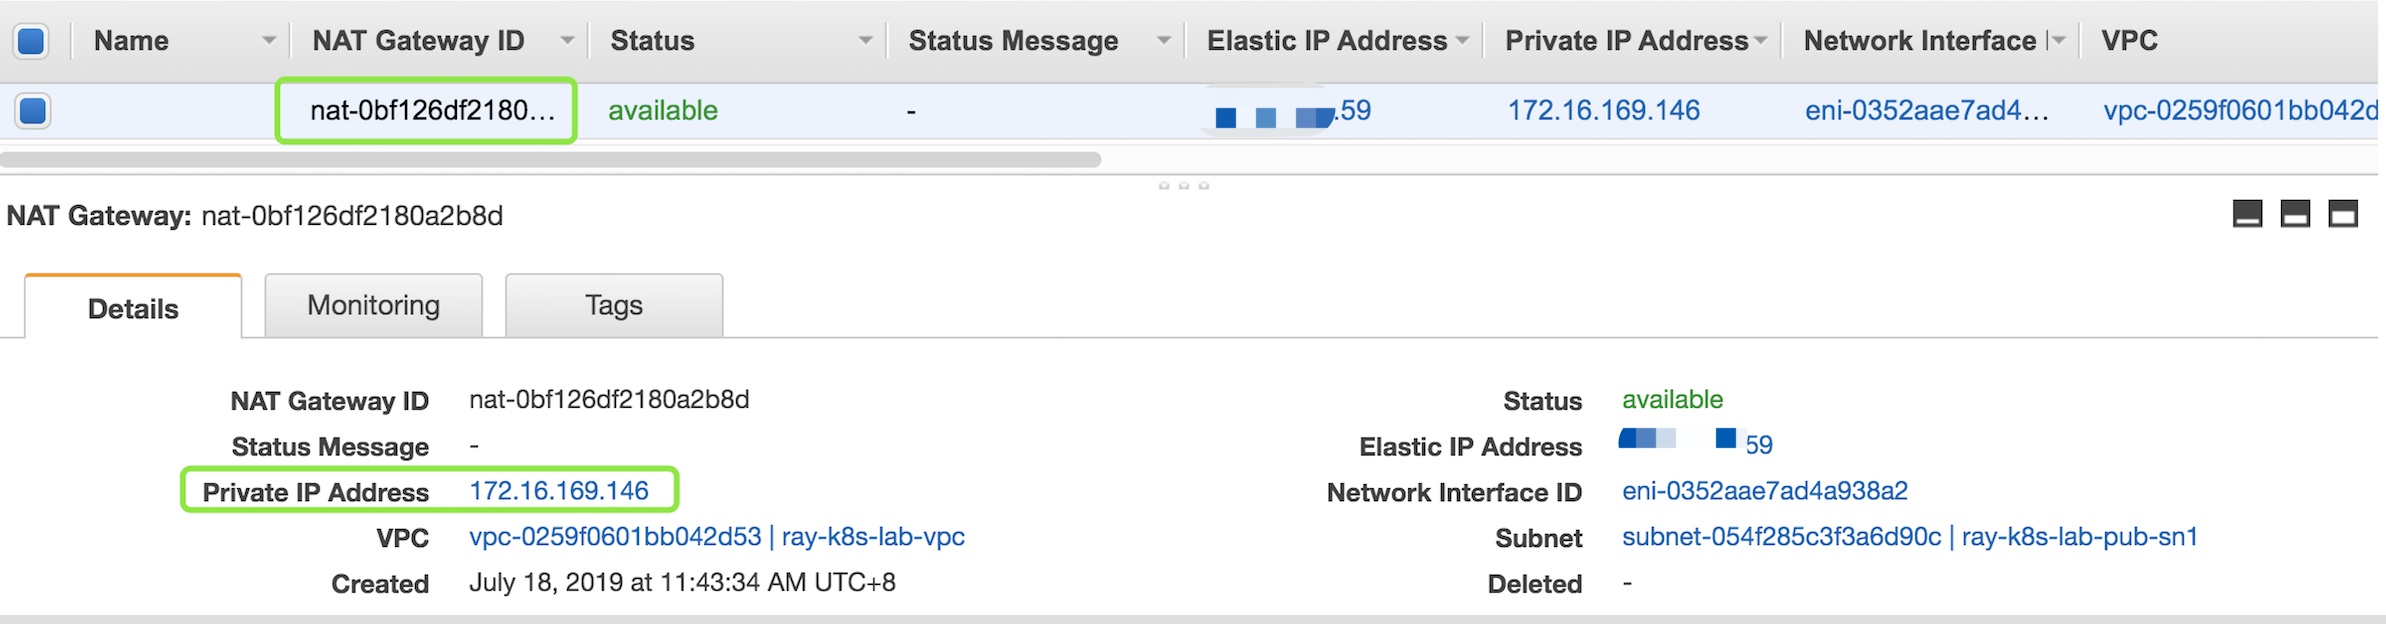 Name NAT Gateway ID Status Status Message Elastic IP Address Private IP Address Network Interface VPC
nat-0bf126df2180... available - .59 172.16.169.146 eni-0352aae7ad4... vpc-0259f0601bb042d
NAT Gateway: nat-0bf126df2180a2b8d
Details Monitoring Tags
NAT Gateway ID nat-0bf126df2180a2b8d Status available
Status Message - Elastic IP Address 59
Private IP Address 172.16.169.146 Network Interface ID eni-0352aae7ad4a938a2
VPC vpc-0259f0601bb042d53 | ray-k8s-lab-vpc Subnet subnet-054f285c3f3a6d90c | ray-k8s-lab-pub-sn1
Created July 18, 2019 at 11:43:34 AM UTC+8 Deleted -